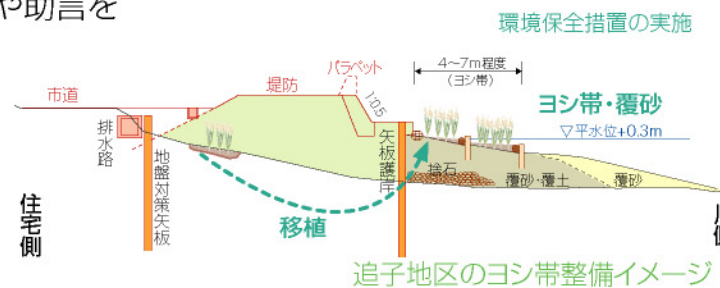 や助言を
環境保全措置の実施
パラペット
4～7m程度
(ヨシ帯)
市道
堤防
1:0.5
ヨシ帯・覆砂
▽平水位+0.3m
排水路
地盤対策矢板
矢板護岸
捨石
覆砂・覆土
覆砂
移植
住宅側
追子地区のヨシ帯整備イメージ